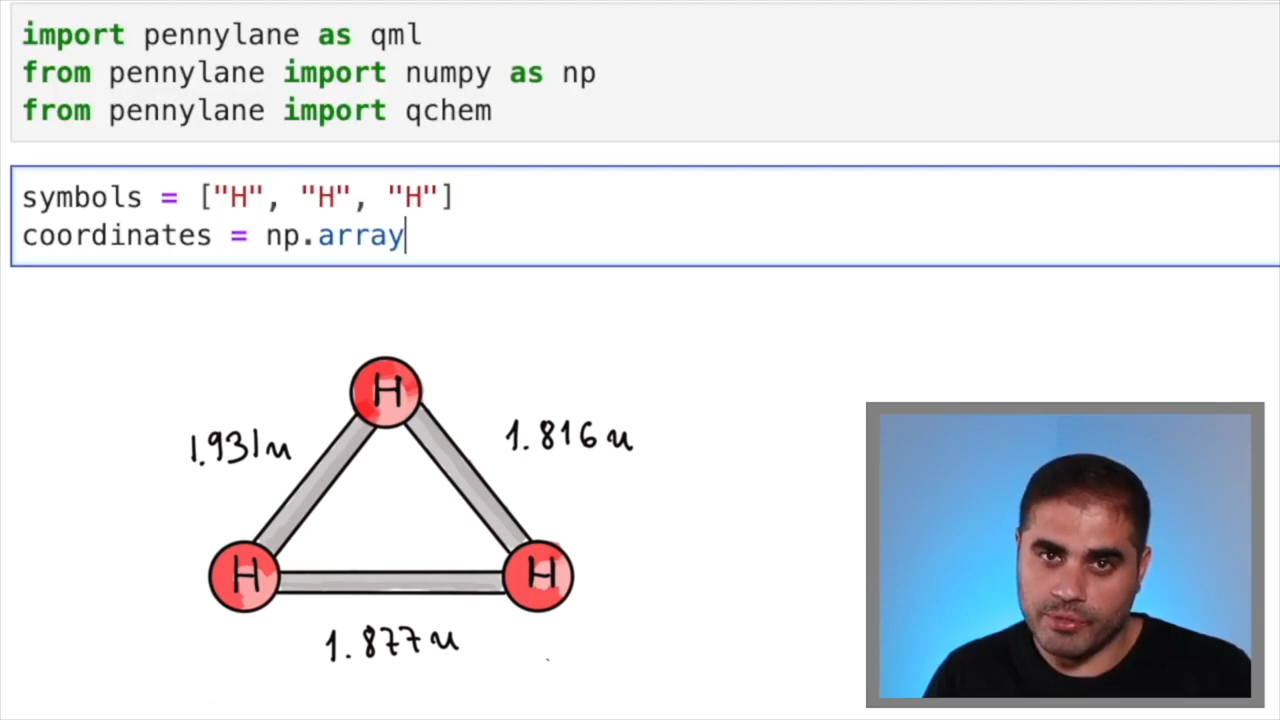 import pennylane as qml
from pennylane import numpy as np
from pennylane import qchem
symbols = ["H", "H", "H"]
coordinates = np.array
H
1.931u
1.816u
H
H
1.877u